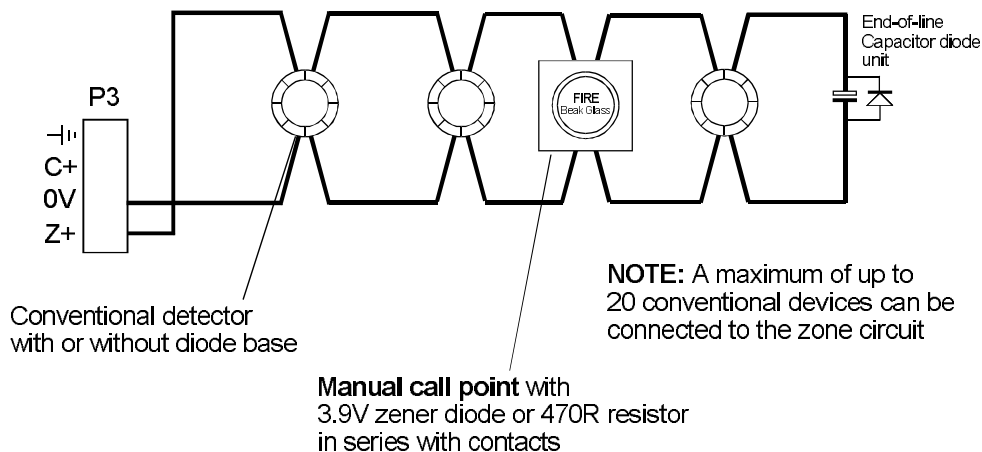 End-of-line
Capacitor diode
unit
P3
C+
0V
Z+
FIRE
Beak Glass
Conventional detector
with or without diode base
NOTE: A maximum of up to
20 conventional devices can be
connected to the zone circuit
Manual call point with
3.9V zener diode or 470R resistor
in series with contacts